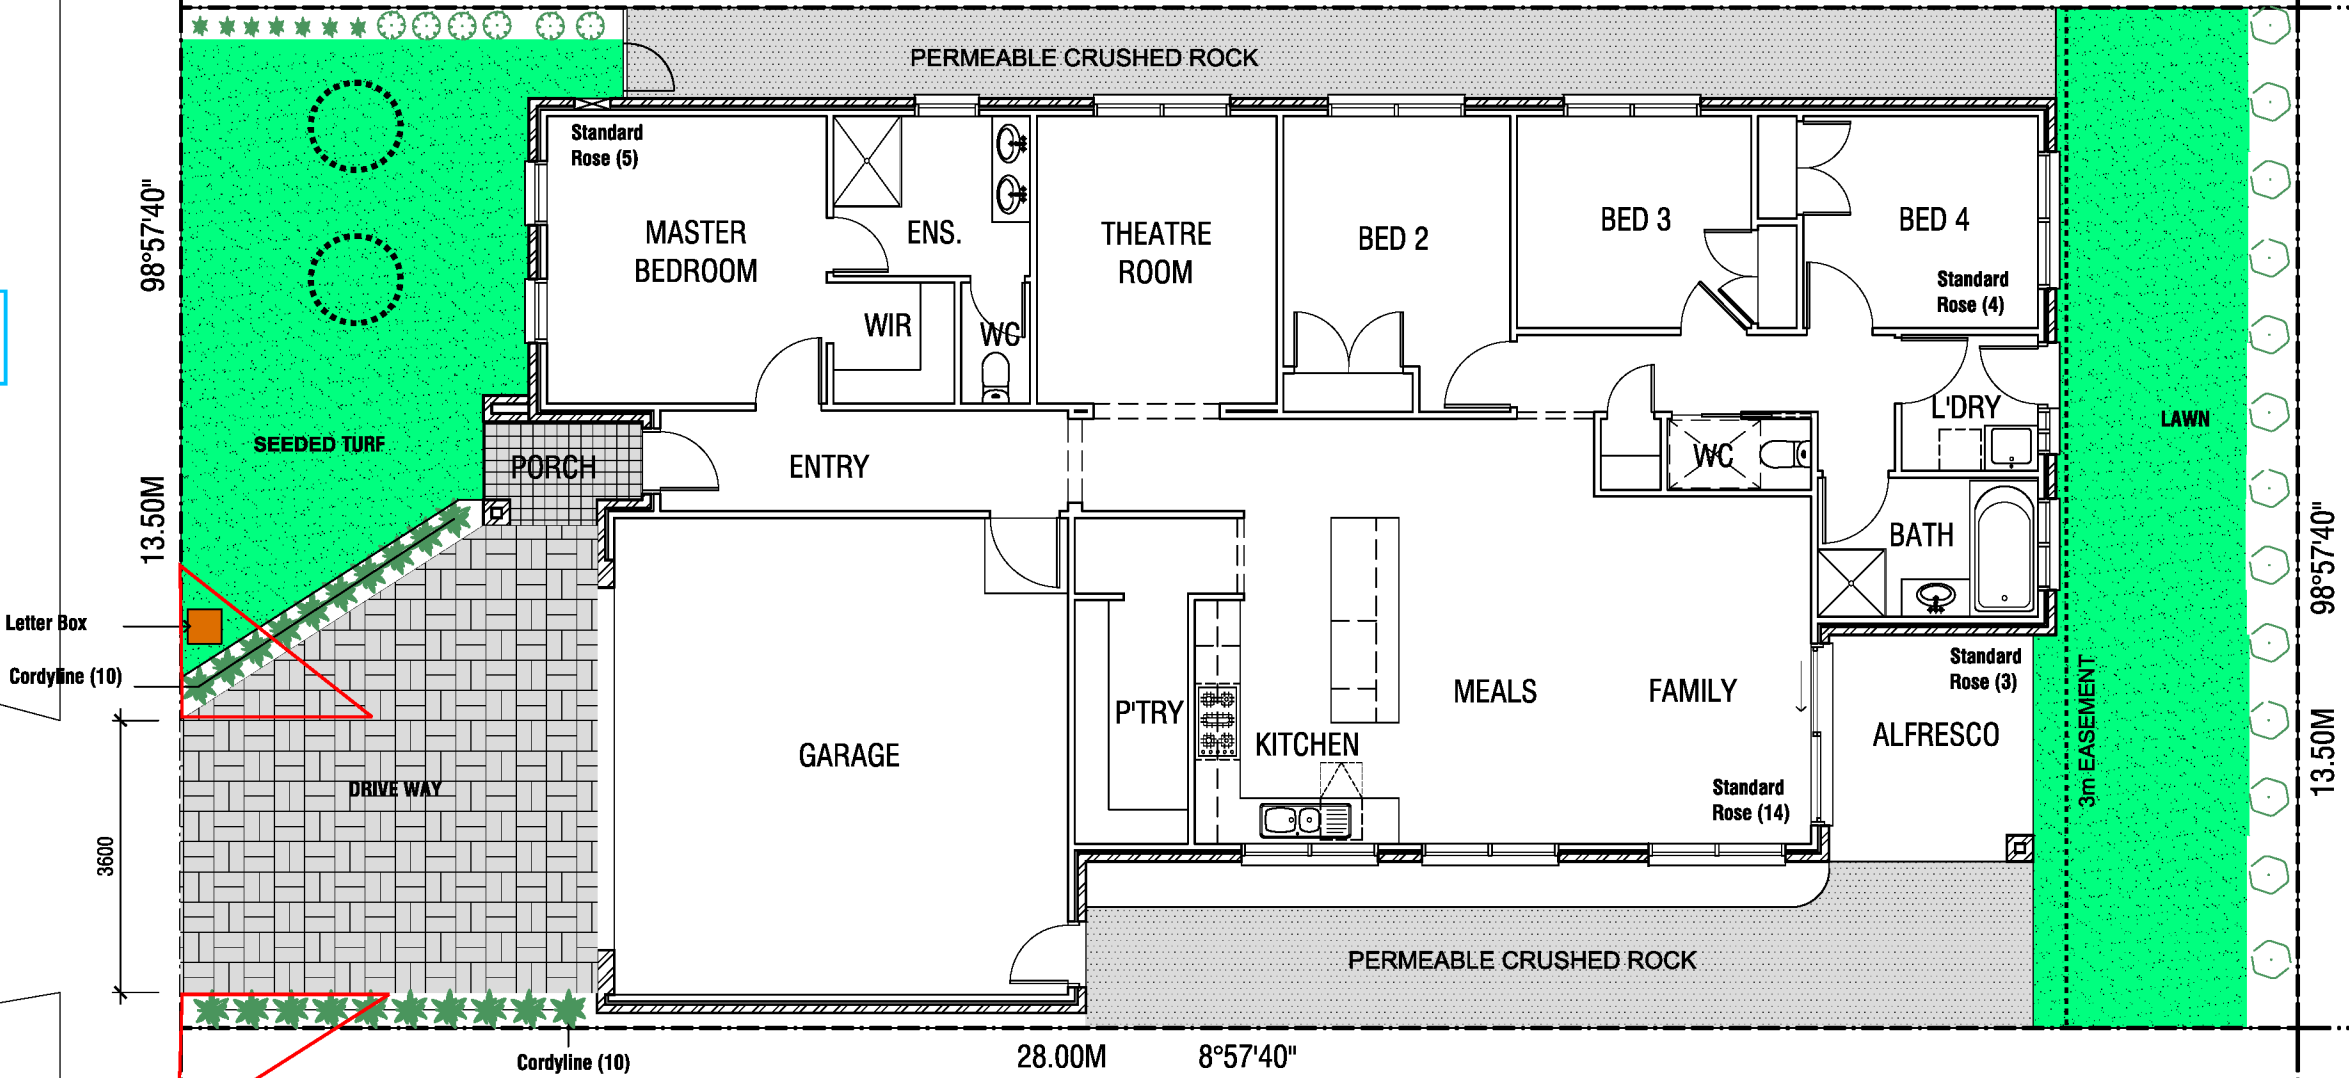 PERMEABLE CRUSHED ROCK
Standard
Rose (5)
MASTER
BEDROOM
ENS.
THEATRE
ROOM
BED 2
BED 3
BED 4
Standard
Rose (4)
98°57'40"
WIR
WC
L'DRY
LAWN
SEEDED TURF
PORCH
ENTRY
WC
13.50M
BATH
98°57'40"
Letter Box
Cordyline (10)
Standard
Rose (3)
P'TRY
MEALS
FAMILY
ALFRESCO
3m EASEMENT
13.50M
KITCHEN
GARAGE
DRIVE WAY
Standard
Rose (14)
3600
PERMEABLE CRUSHED ROCK
Cordyline (10)
28.00M
8°57'40"